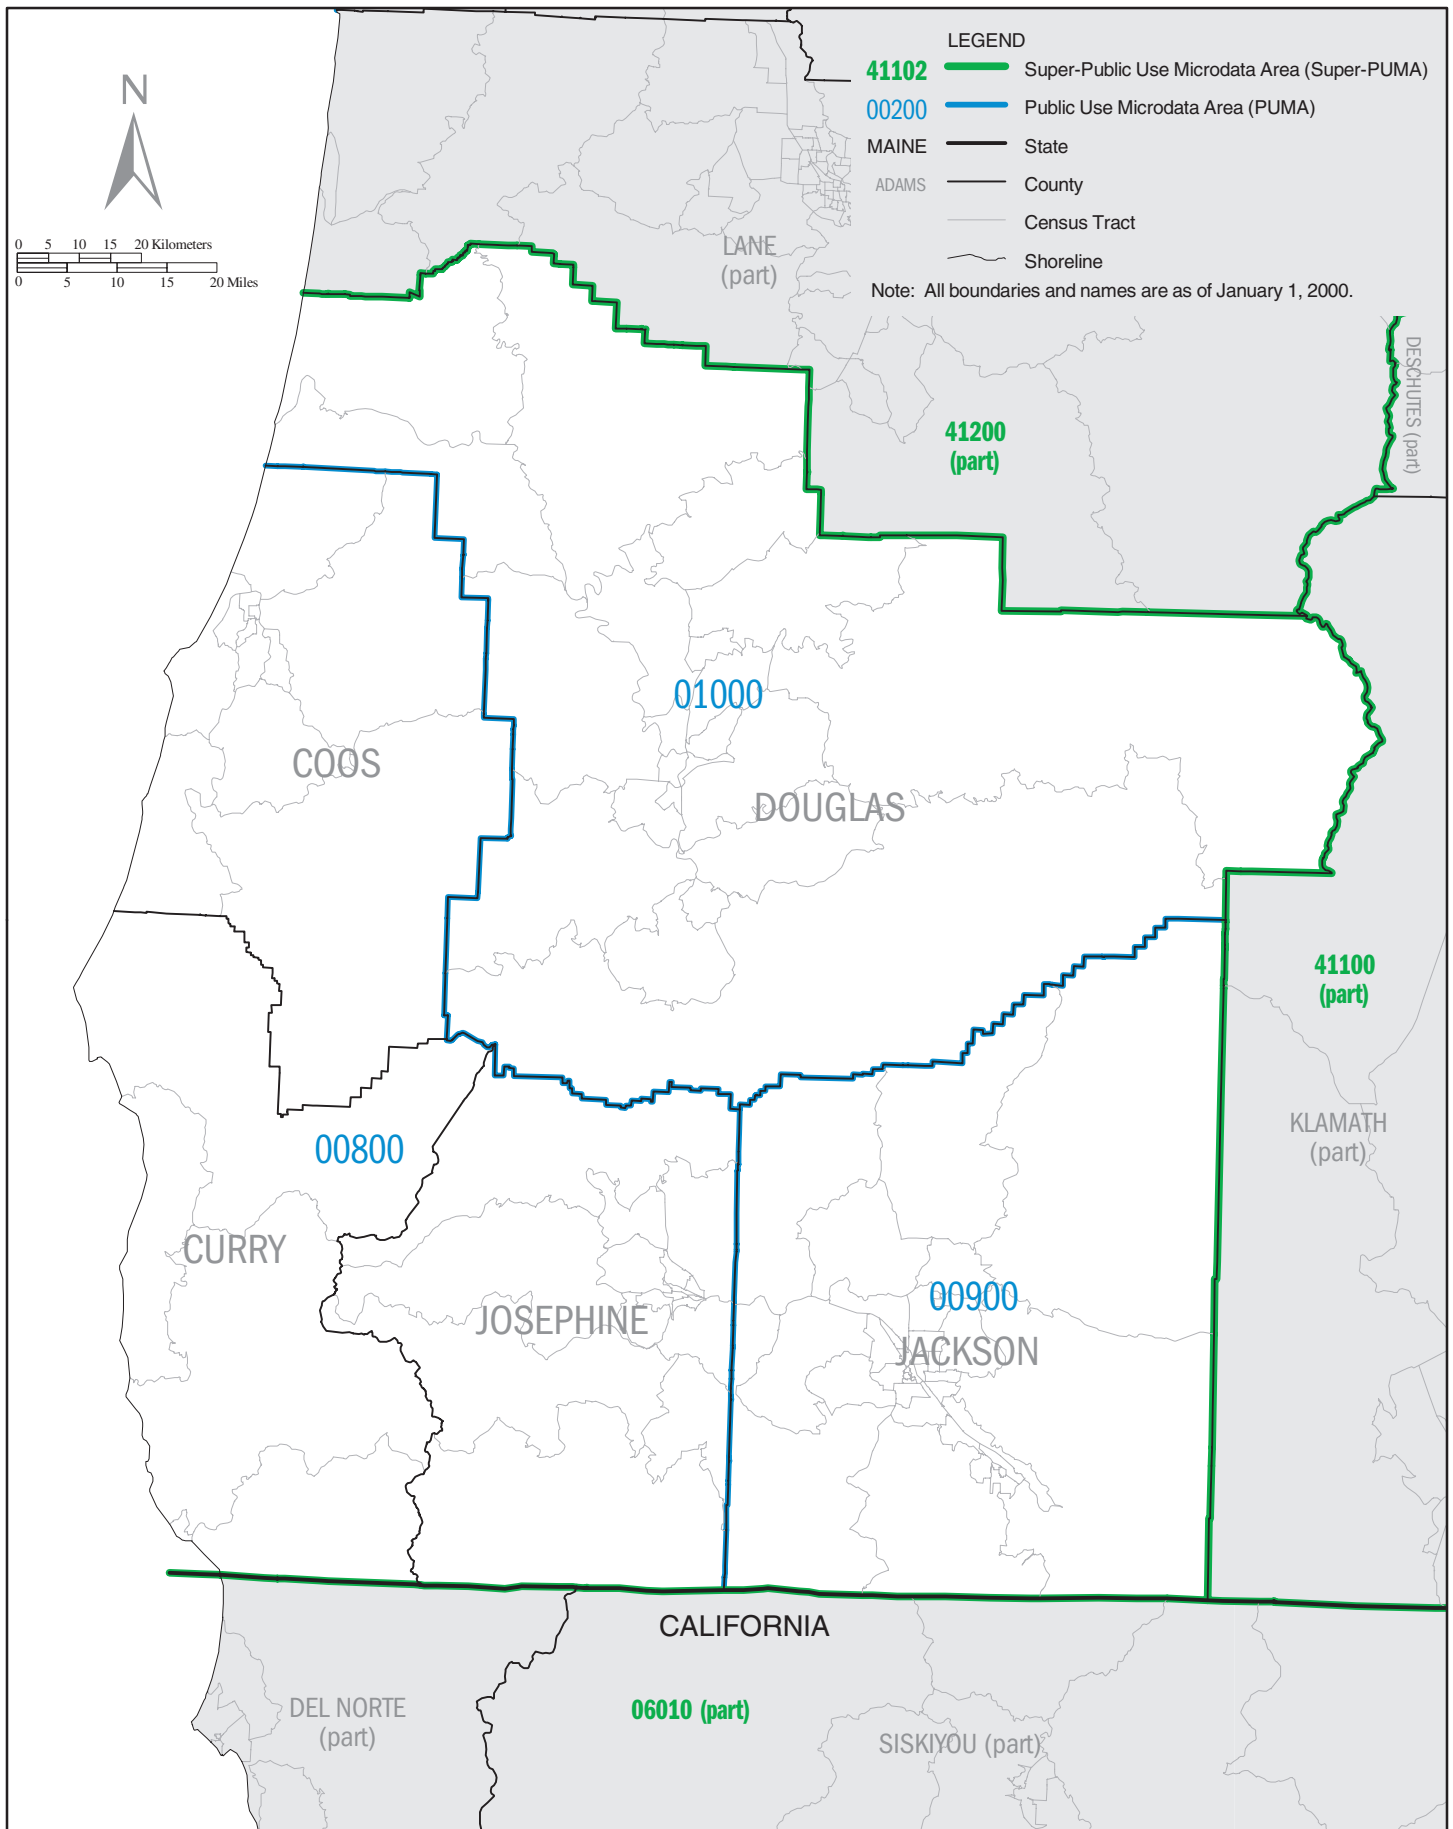 LEGEND
41102 Super-Public Use Microdata Area (Super-PUMA)
00200 Public Use Microdata Area (PUMA)
MAINE State
ADAMS County
Census Tract
Shoreline
Note: All boundaries and names are as of January 1, 2000.
N
0 5 10 15 20 Kilometers
0 5 10 15 20 Miles
LANE
(part)
DESCHUTES (part)
41200
(part)
01000
COOS
DOUGLAS
41100
(part)
KLAMATH
(part)
00800
CURRY
00900
JOSEPHINE
JACKSON
CALIFORNIA
DEL NORTE
(part)
06010 (part)
SISKIYOU (part)